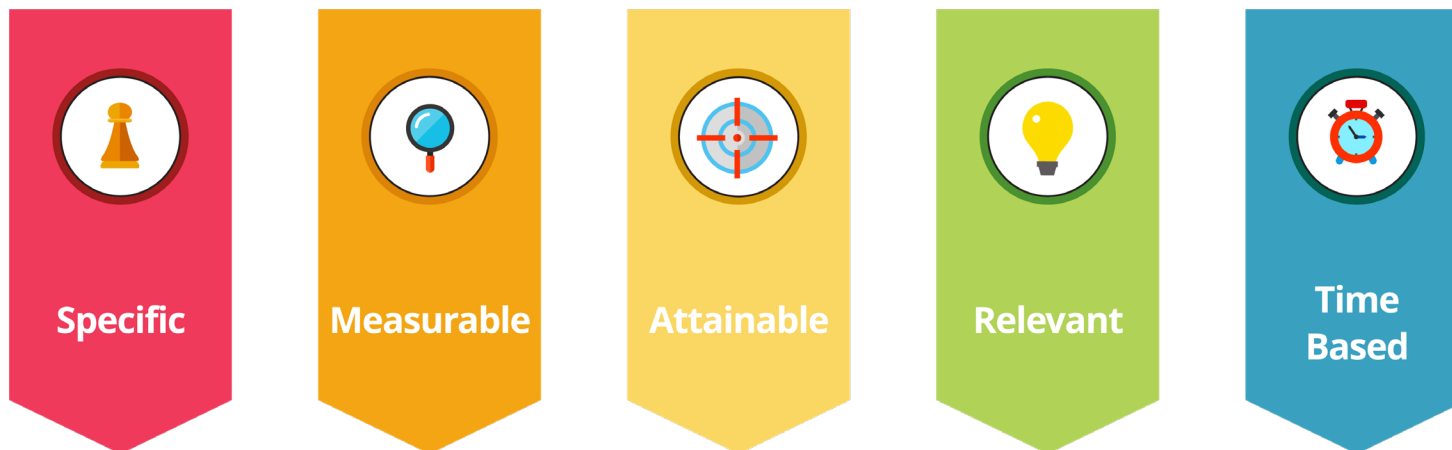 Specific
Measurable
Attainable
Relevant
Time
Based